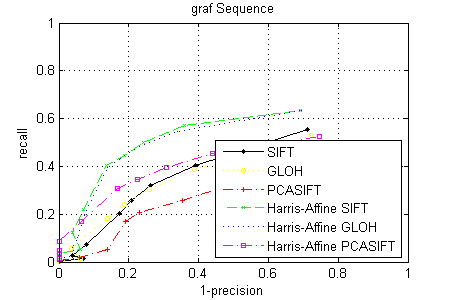 graf Sequence
1
0.8
0.6
0.4
0.2
0
recall
SIFT
GLOH
PCASIFT
Harris-Affine SIFT
Harris-Affine GLOH
Harris-Affine PCASIFT
0 0.2 0.4 0.6 0.8 1
1-precision